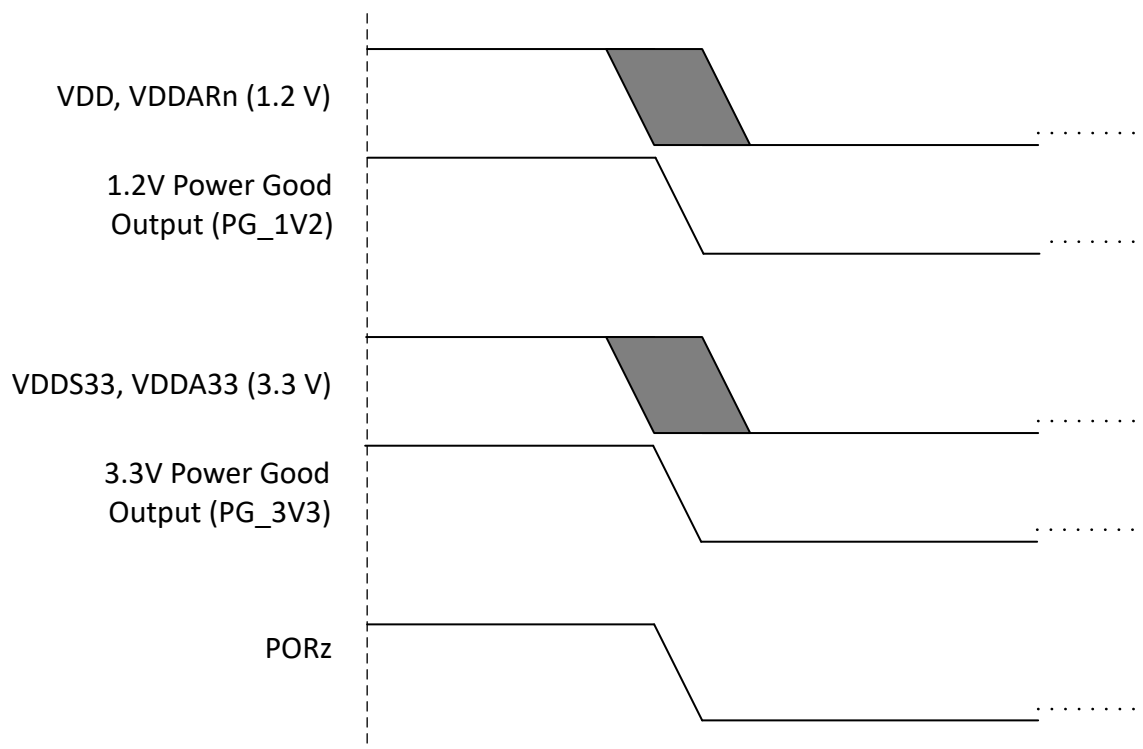 VDD, VDDARn (1.2 V)
1.2V Power Good
Output (PG_1V2)
VDDS33, VDDA33 (3.3 V)
3.3V Power Good
Output (PG_3V3)
PORz